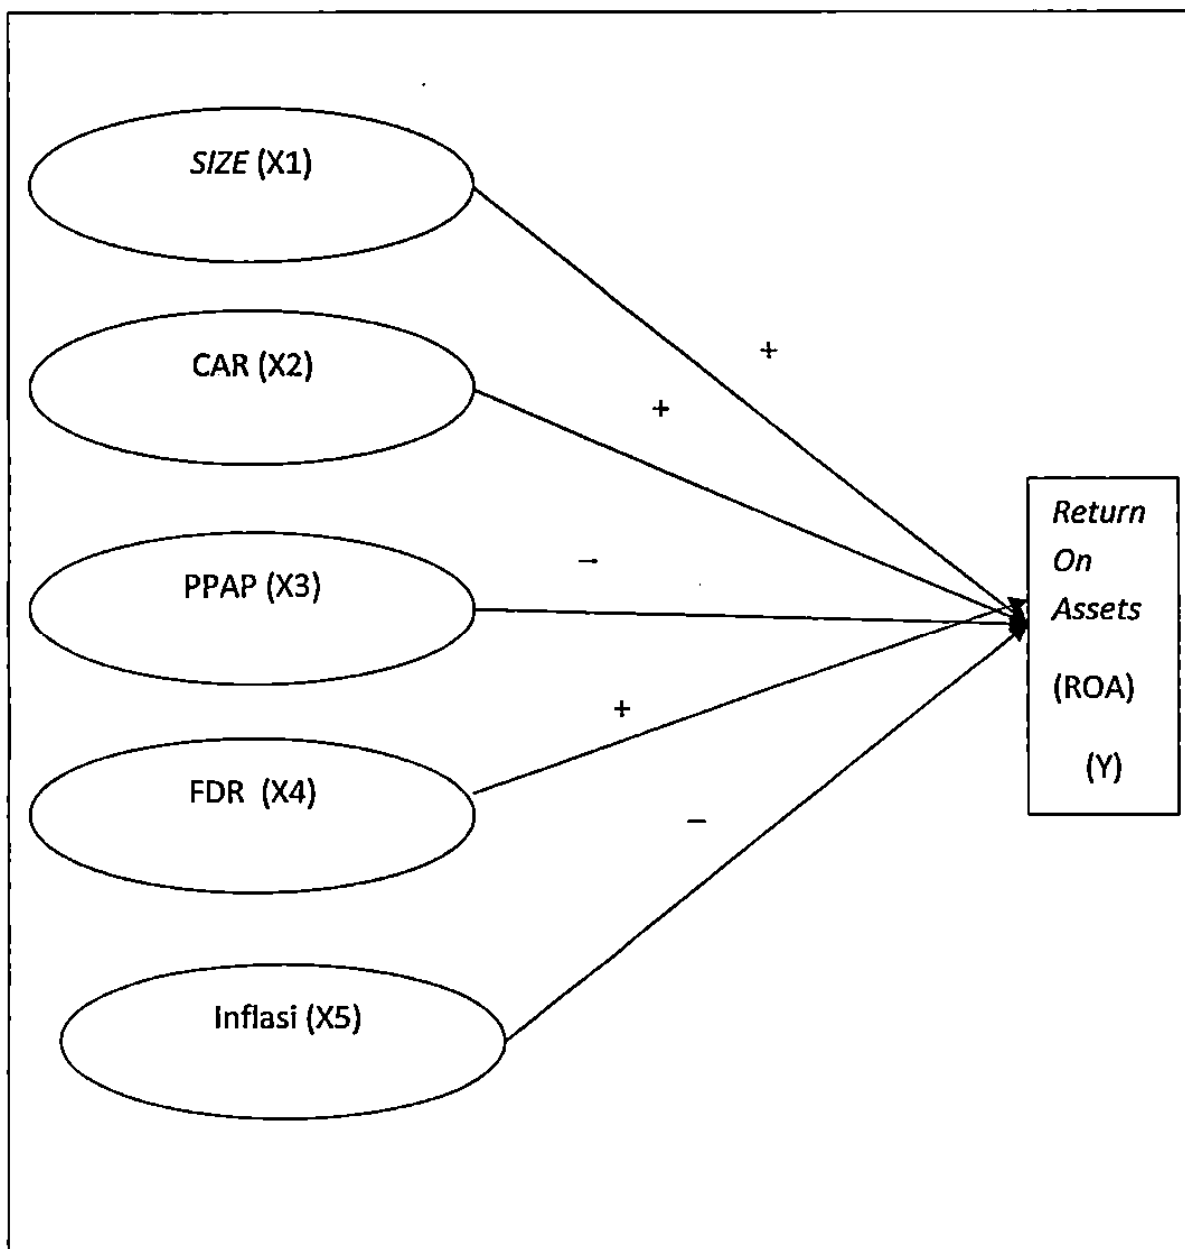 SIZE (X1)
+
CAR (X2)
+
Return
On
Assets
(ROA)
(Y)
PPAP (X3)
–
FDR (X4)
+
–
Inflasi (X5)